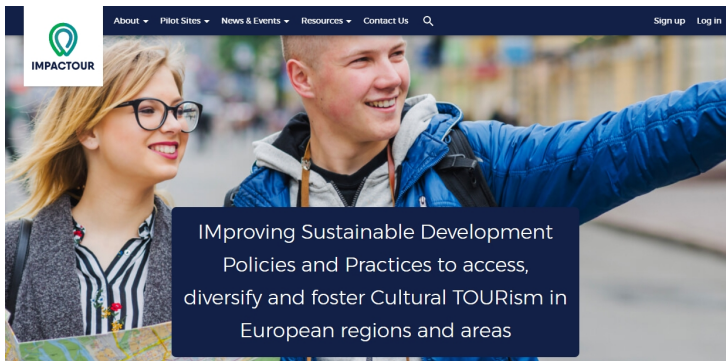 About Pilot Sites News & Events Resources Contact Us Sign up Log in
IMPACTOUR
IMproving Sustainable Development
Policies and Practices to access,
diversify and foster Cultural TOURism in
European regions and areas